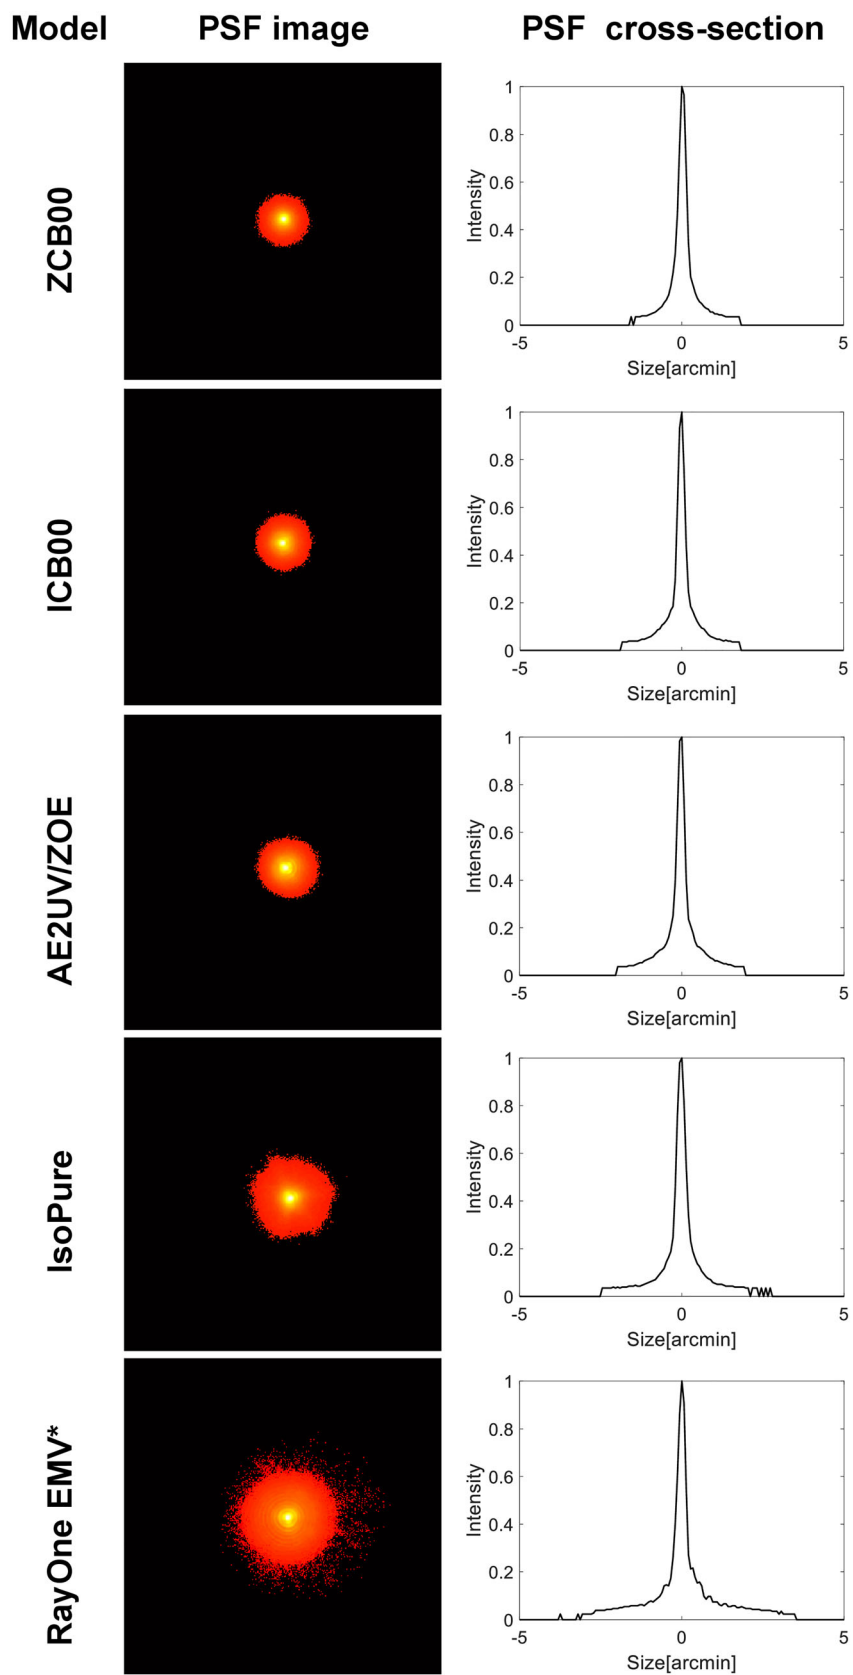 Model PSF image PSF cross-section
ZCB00
1
0.8
0.6
0.4
0.2
0
-5 0 5
Intensity
Size[arcmin]
ICB00
1
0.8
0.6
0.4
0.2
0
-5 0 5
Intensity
Size[arcmin]
AE2UV/ZOE
1
0.8
0.6
0.4
0.2
0
-5 0 5
Intensity
Size[arcmin]
IsoPure
1
0.8
0.6
0.4
0.2
0
-5 0 5
Intensity
Size[arcmin]
RayOne EMV*
1
0.8
0.6
0.4
0.2
0
-5 0 5
Intensity
Size[arcmin]